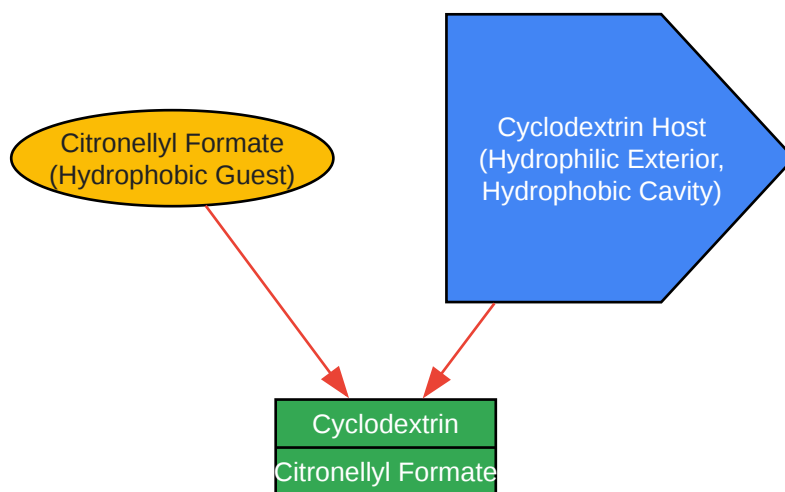 Citronellyl Formate
(Hydrophobic Guest)
Cyclodextrin Host
(Hydrophilic Exterior,
Hydrophobic Cavity)
Cyclodextrin
Citronellyl Formate